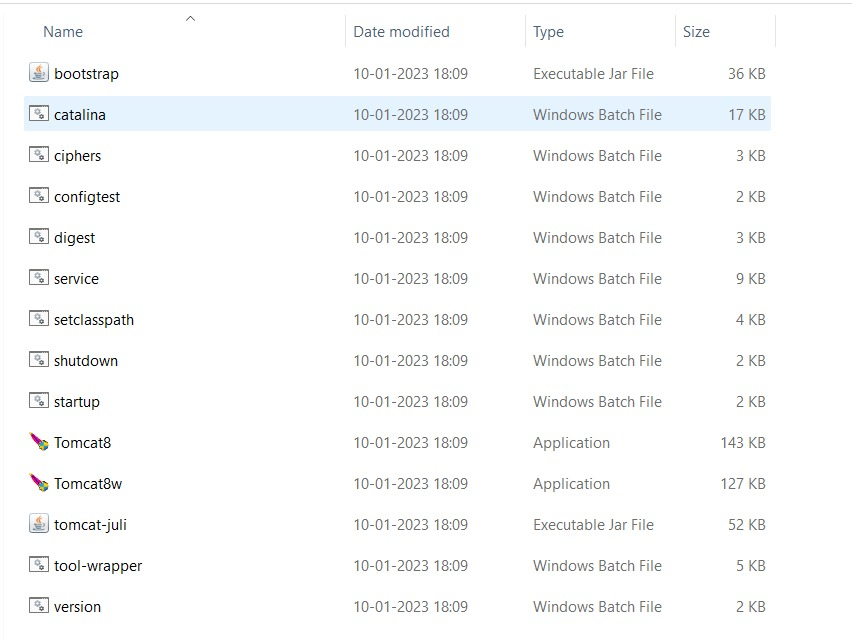 Name Date modified Type Size
bootstrap 10-01-2023 18:09 Executable Jar File 36 KB
catalina 10-01-2023 18:09 Windows Batch File 17 KB
ciphers 10-01-2023 18:09 Windows Batch File 3 KB
configtest 10-01-2023 18:09 Windows Batch File 2 KB
digest 10-01-2023 18:09 Windows Batch File 3 KB
service 10-01-2023 18:09 Windows Batch File 9 KB
setclasspath 10-01-2023 18:09 Windows Batch File 4 KB
shutdown 10-01-2023 18:09 Windows Batch File 2 KB
startup 10-01-2023 18:09 Windows Batch File 2 KB
Tomcat8 10-01-2023 18:09 Application 143 KB
Tomcat8w 10-01-2023 18:09 Application 127 KB
tomcat-juli 10-01-2023 18:09 Executable Jar File 52 KB
tool-wrapper 10-01-2023 18:09 Windows Batch File 5 KB
version 10-01-2023 18:09 Windows Batch File 2 KB